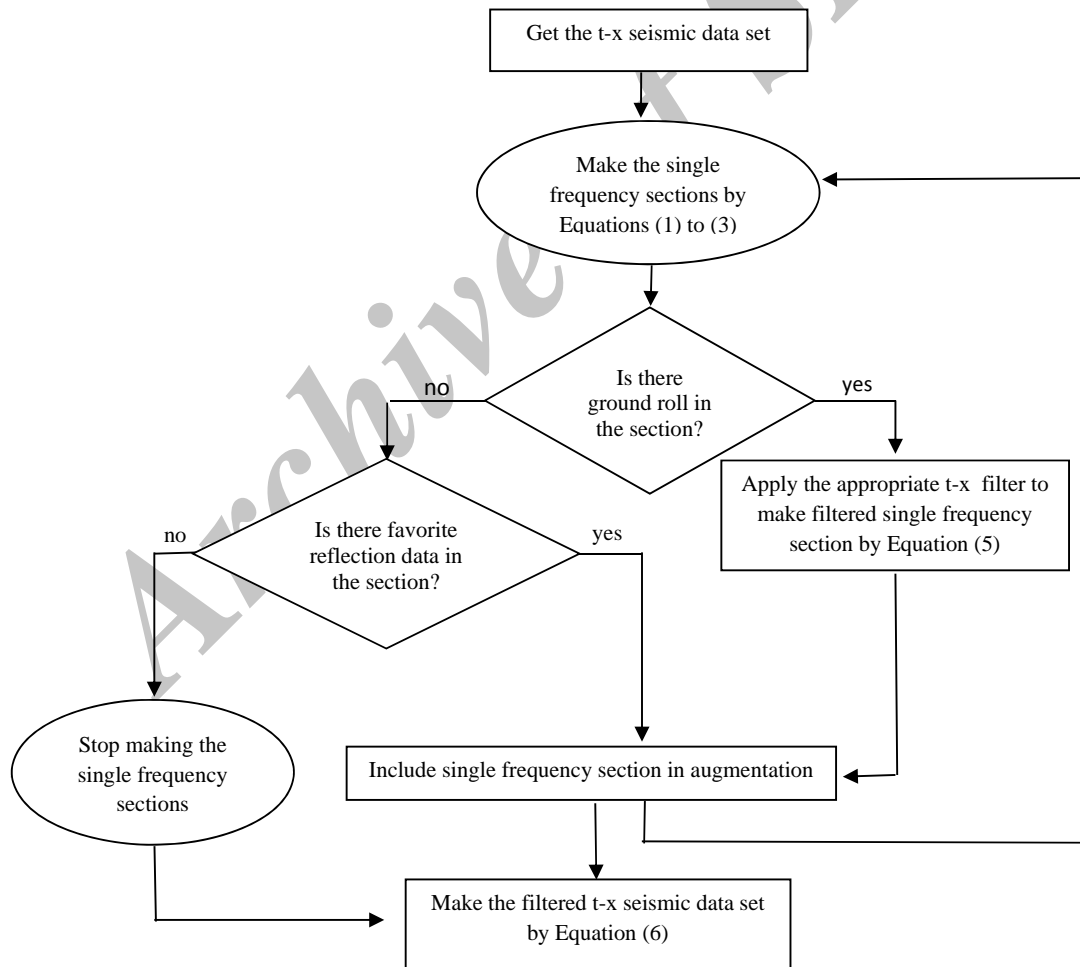 Get the t-x seismic data set
Make the single
frequency sections by
Equations (1) to (3)
Is there
ground roll in
the section?
no
yes
Apply the appropriate t-x filter to
make filtered single frequency
section by Equation (5)
Is there favorite
reflection data in
the section?
no
yes
Stop making the
single frequency
sections
Include single frequency section in augmentation
Make the filtered t-x seismic data set
by Equation (6)
Archive